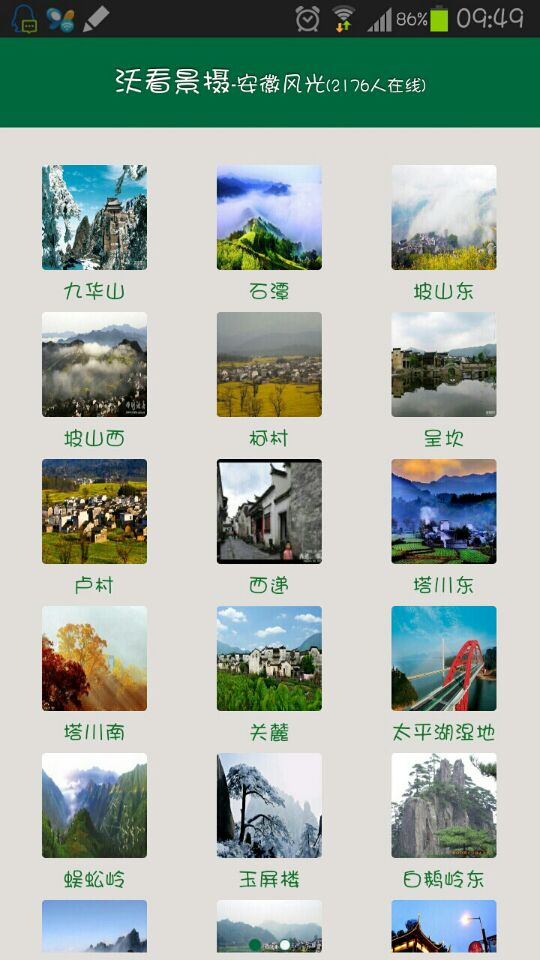 86% 09:49
沃看景摄-安徽风光(2176人在线)
九华山 石潭 坡山东
坡山西 柯村 呈坎
卢村 西递 塔川东
塔川南 关麓 太平湖湿地
蜈蚣岭 玉屏楼 白鹅岭东